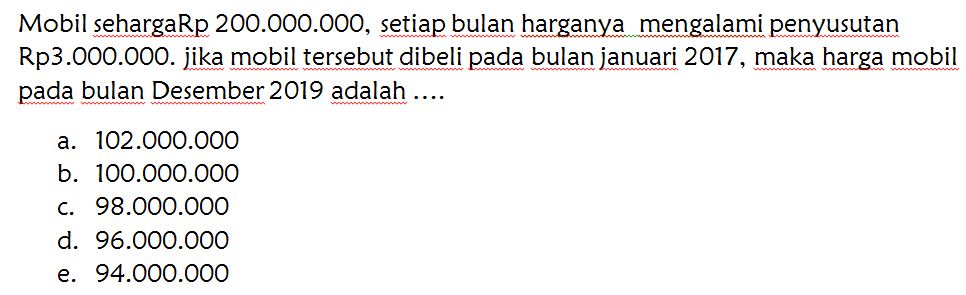 Mobil sehargaRp 200.000.000, setiap bulan harganya mengalami penyusutan
Rp3.000.000. jika mobil tersebut dibeli pada bulan januari 2017, maka harga mobil
pada bulan Desember 2019 adalah ....
a. 102.000.000
b. 100.000.000
c. 98.000.000
d. 96.000.000
e. 94.000.000